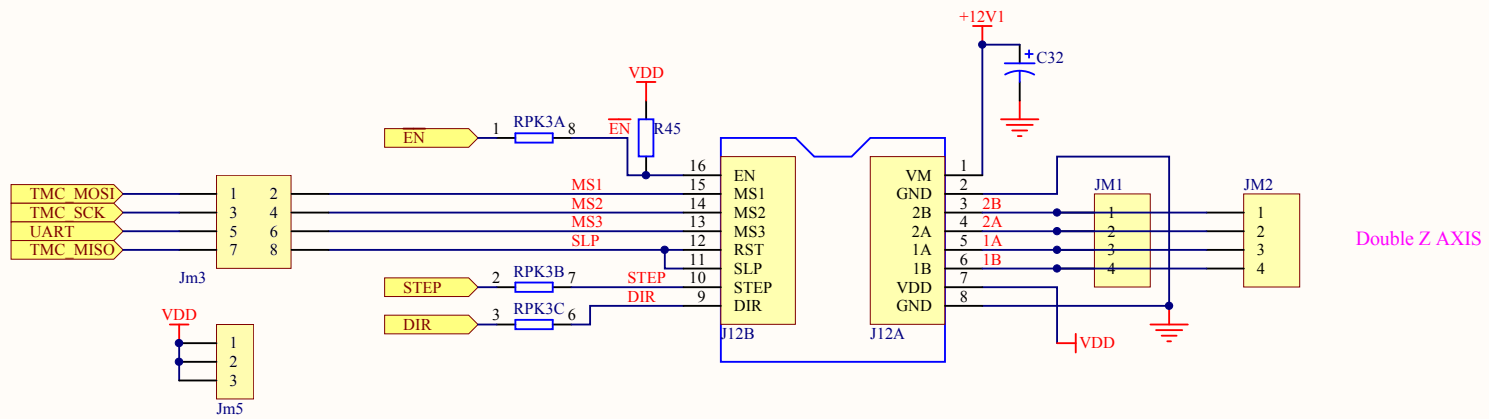 +12V1
C32
VDD
EN 1 RPK3A 8 EN R45
16 EN VM 1
TMC_MOSI 1 2 MS1 15 MS1 GND 2 JM1 JM2
TMC_SCK 3 4 MS2 14 MS2 2B 3 2B 1 1
UART 5 6 MS3 13 MS3 2A 4 2A 2 2 Double Z AXIS
TMC_MISO 7 8 SLP 12 RST 1A 5 1A 3 3
Jm3 11 SLP 1B 6 1B 4 4
STEP 2 RPK3B 7 STEP 10 STEP VDD 7
DIR 9 DIR GND 8
DIR 3 RPK3C 6
VDD
J12B J12A
VDD
1
2
3
Jm5